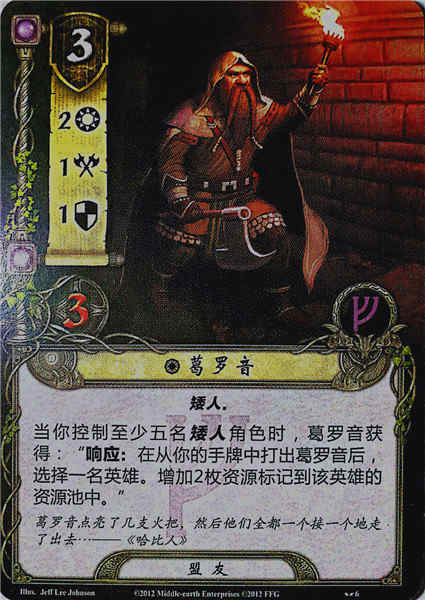 3
2
1
1
3
葛罗音
矮人。
当你控制至少五名矮人角色时，葛罗音获
得：“响应：在从你的手牌中打出葛罗音后，
选择一名英雄。增加2枚资源标记到该英雄的
资源池中。”
葛罗音点亮了几支火把，然后他们全都一个接一个地走
了出去……——《哈比人》
盟友
Illus. Jeff Lee Johnson ©2012 Middle-earth Enterprises ©2012 FFG 6